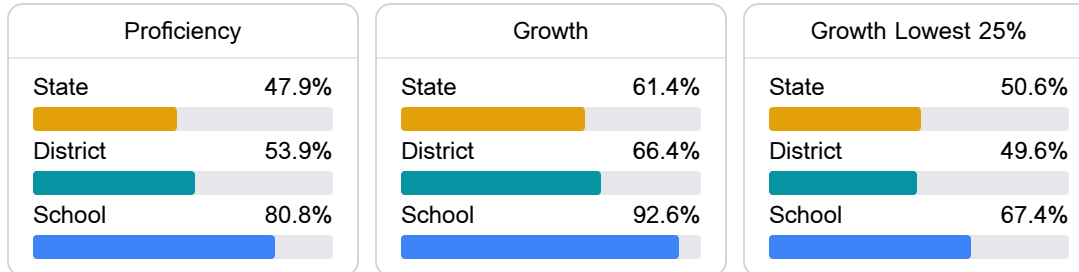 Proficiency
State 47.9%
District 53.9%
School 80.8%
Growth
State 61.4%
District 66.4%
School 92.6%
Growth Lowest 25%
State 50.6%
District 49.6%
School 67.4%